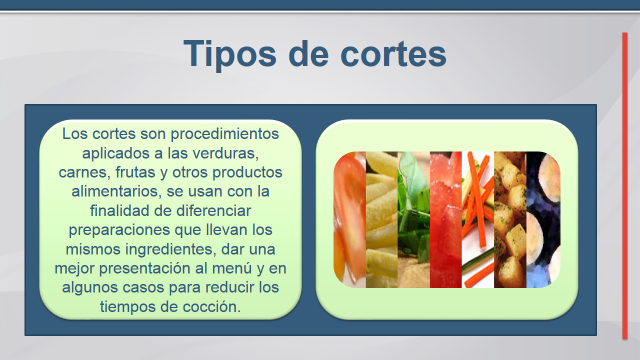 Tipos de cortes
Los cortes son procedimientos
aplicados a las verduras,
carnes, frutas y otros productos
alimentarios, se usan con la
finalidad de diferenciar
preparaciones que llevan los
mismos ingredientes, dar una
mejor presentación al menú y en
algunos casos para reducir los
tiempos de cocción.